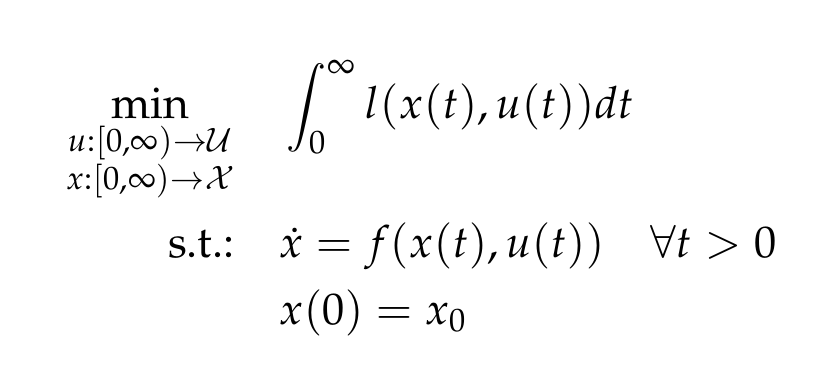 min ∫₀^∞ l(x(t), u(t))dt
u:[0,∞)→𝒰
x:[0,∞)→𝒳
s.t.: ẋ = f(x(t), u(t)) ∀t > 0
x(0) = x₀